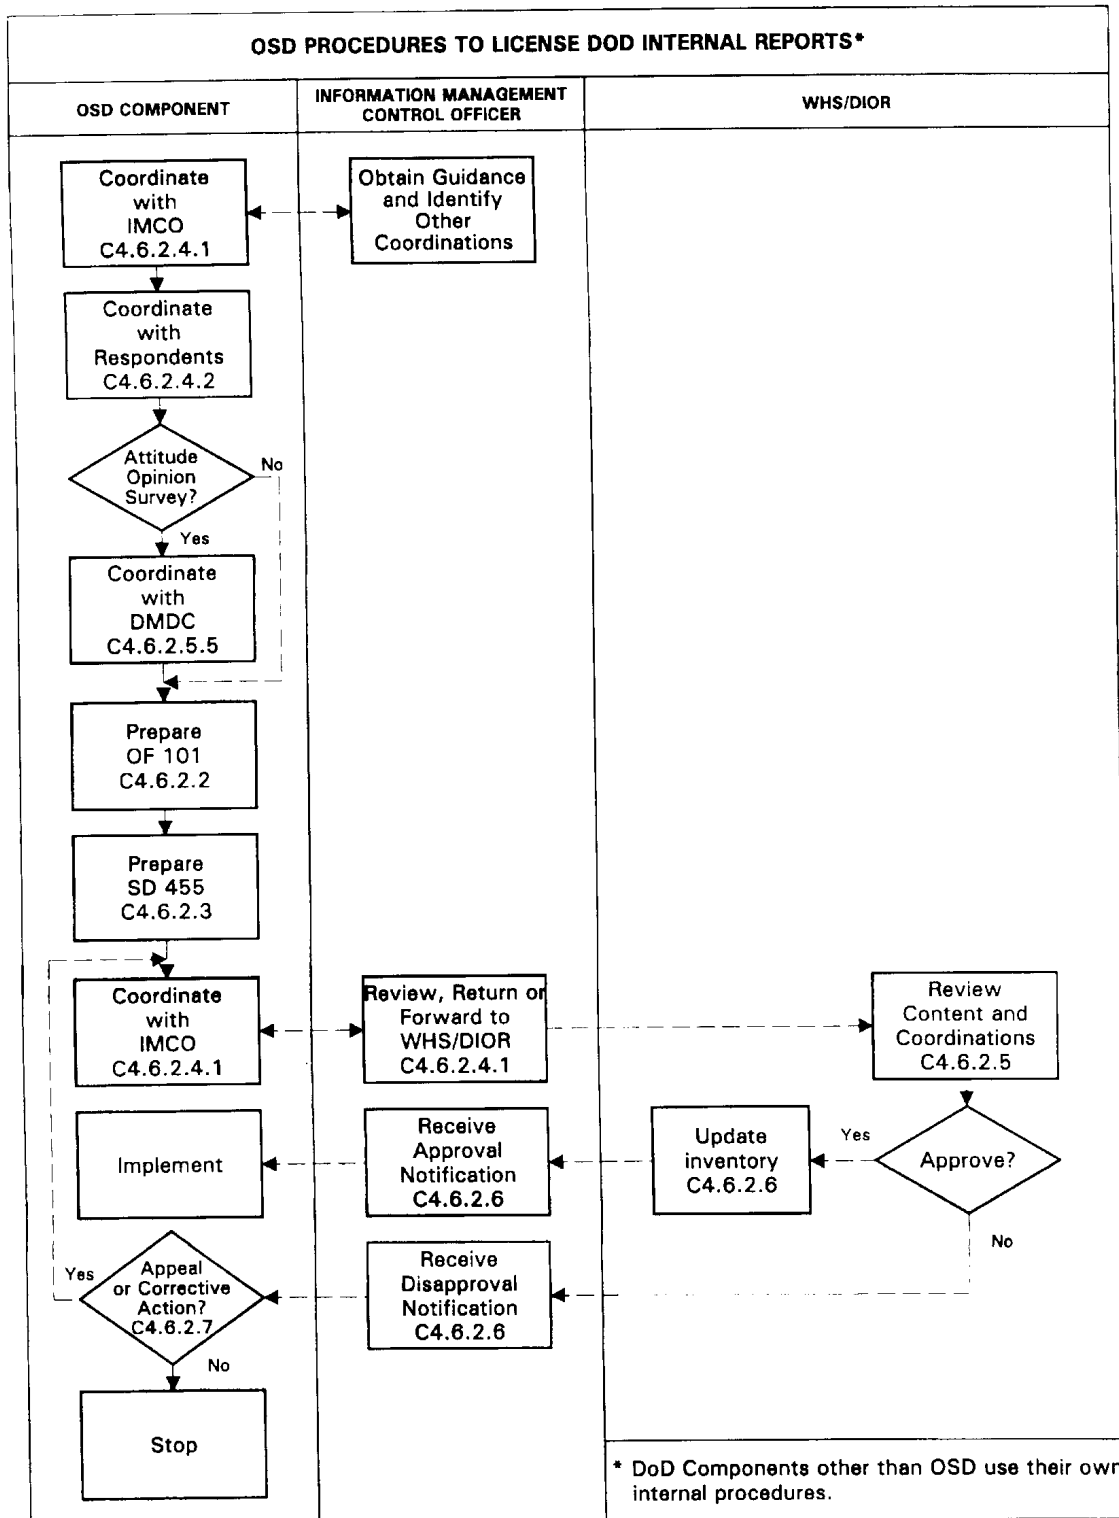 OSD PROCEDURES TO LICENSE DOD INTERNAL REPORTS*
OSD COMPONENT
INFORMATION MANAGEMENT
CONTROL OFFICER
WHS/DIOR
Coordinate
with
IMCO
C4.6.2.4.1
Obtain Guidance
and Identify
Other
Coordinations
Coordinate
with
Respondents
C4.6.2.4.2
Attitude
Opinion
Survey?
No
Yes
Coordinate
with
DMDC
C4.6.2.5.5
Prepare
OF 101
C4.6.2.2
Prepare
SD 455
C4.6.2.3
Coordinate
with
IMCO
C4.6.2.4.1
Review, Return or
Forward to
WHS/DIOR
C4.6.2.4.1
Review
Content and
Coordinations
C4.6.2.5
Implement
Receive
Approval
Notification
C4.6.2.6
Update
inventory
C4.6.2.6
Yes
Approve?
No
Yes
Appeal
or Corrective
Action?
C4.6.2.7
No
Receive
Disapproval
Notification
C4.6.2.6
Stop
* DoD Components other than OSD use their own
internal procedures.